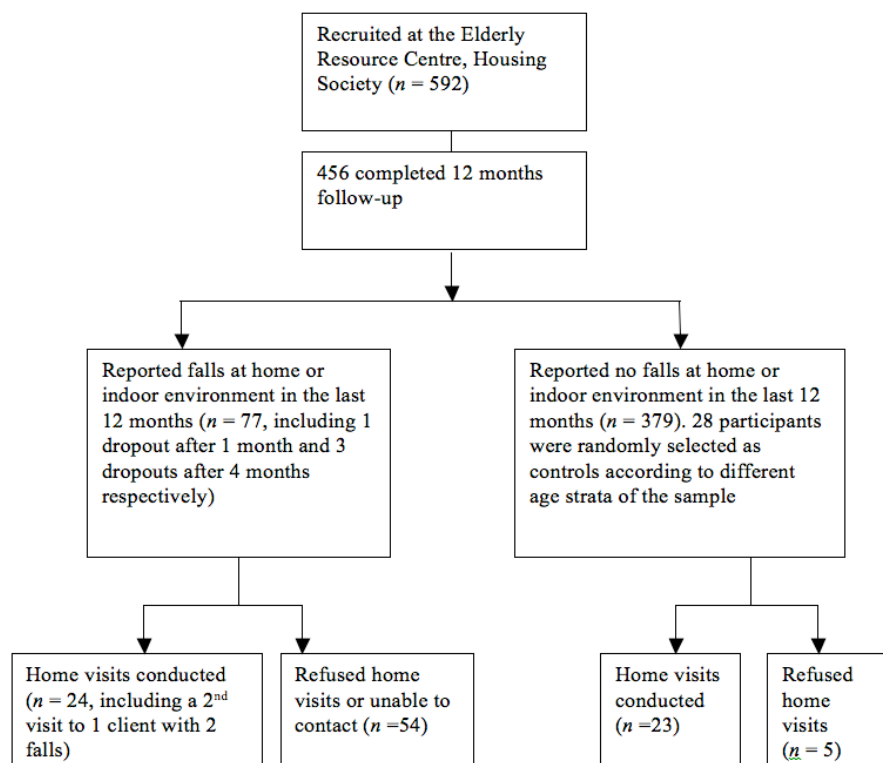 Recruited at the Elderly
Resource Centre, Housing
Society (n = 592)
456 completed 12 months
follow-up
Reported falls at home or
indoor environment in the last
12 months (n = 77, including 1
dropout after 1 month and 3
dropouts after 4 months
respectively)
Reported no falls at home or
indoor environment in the last 12
months (n = 379). 28 participants
were randomly selected as
controls according to different
age strata of the sample
Home visits conducted
(n = 24, including a 2nd
visit to 1 client with 2
falls)
Refused home
visits or unable to
contact (n =54)
Home visits
conducted
(n =23)
Refused
home
visits
(n = 5)